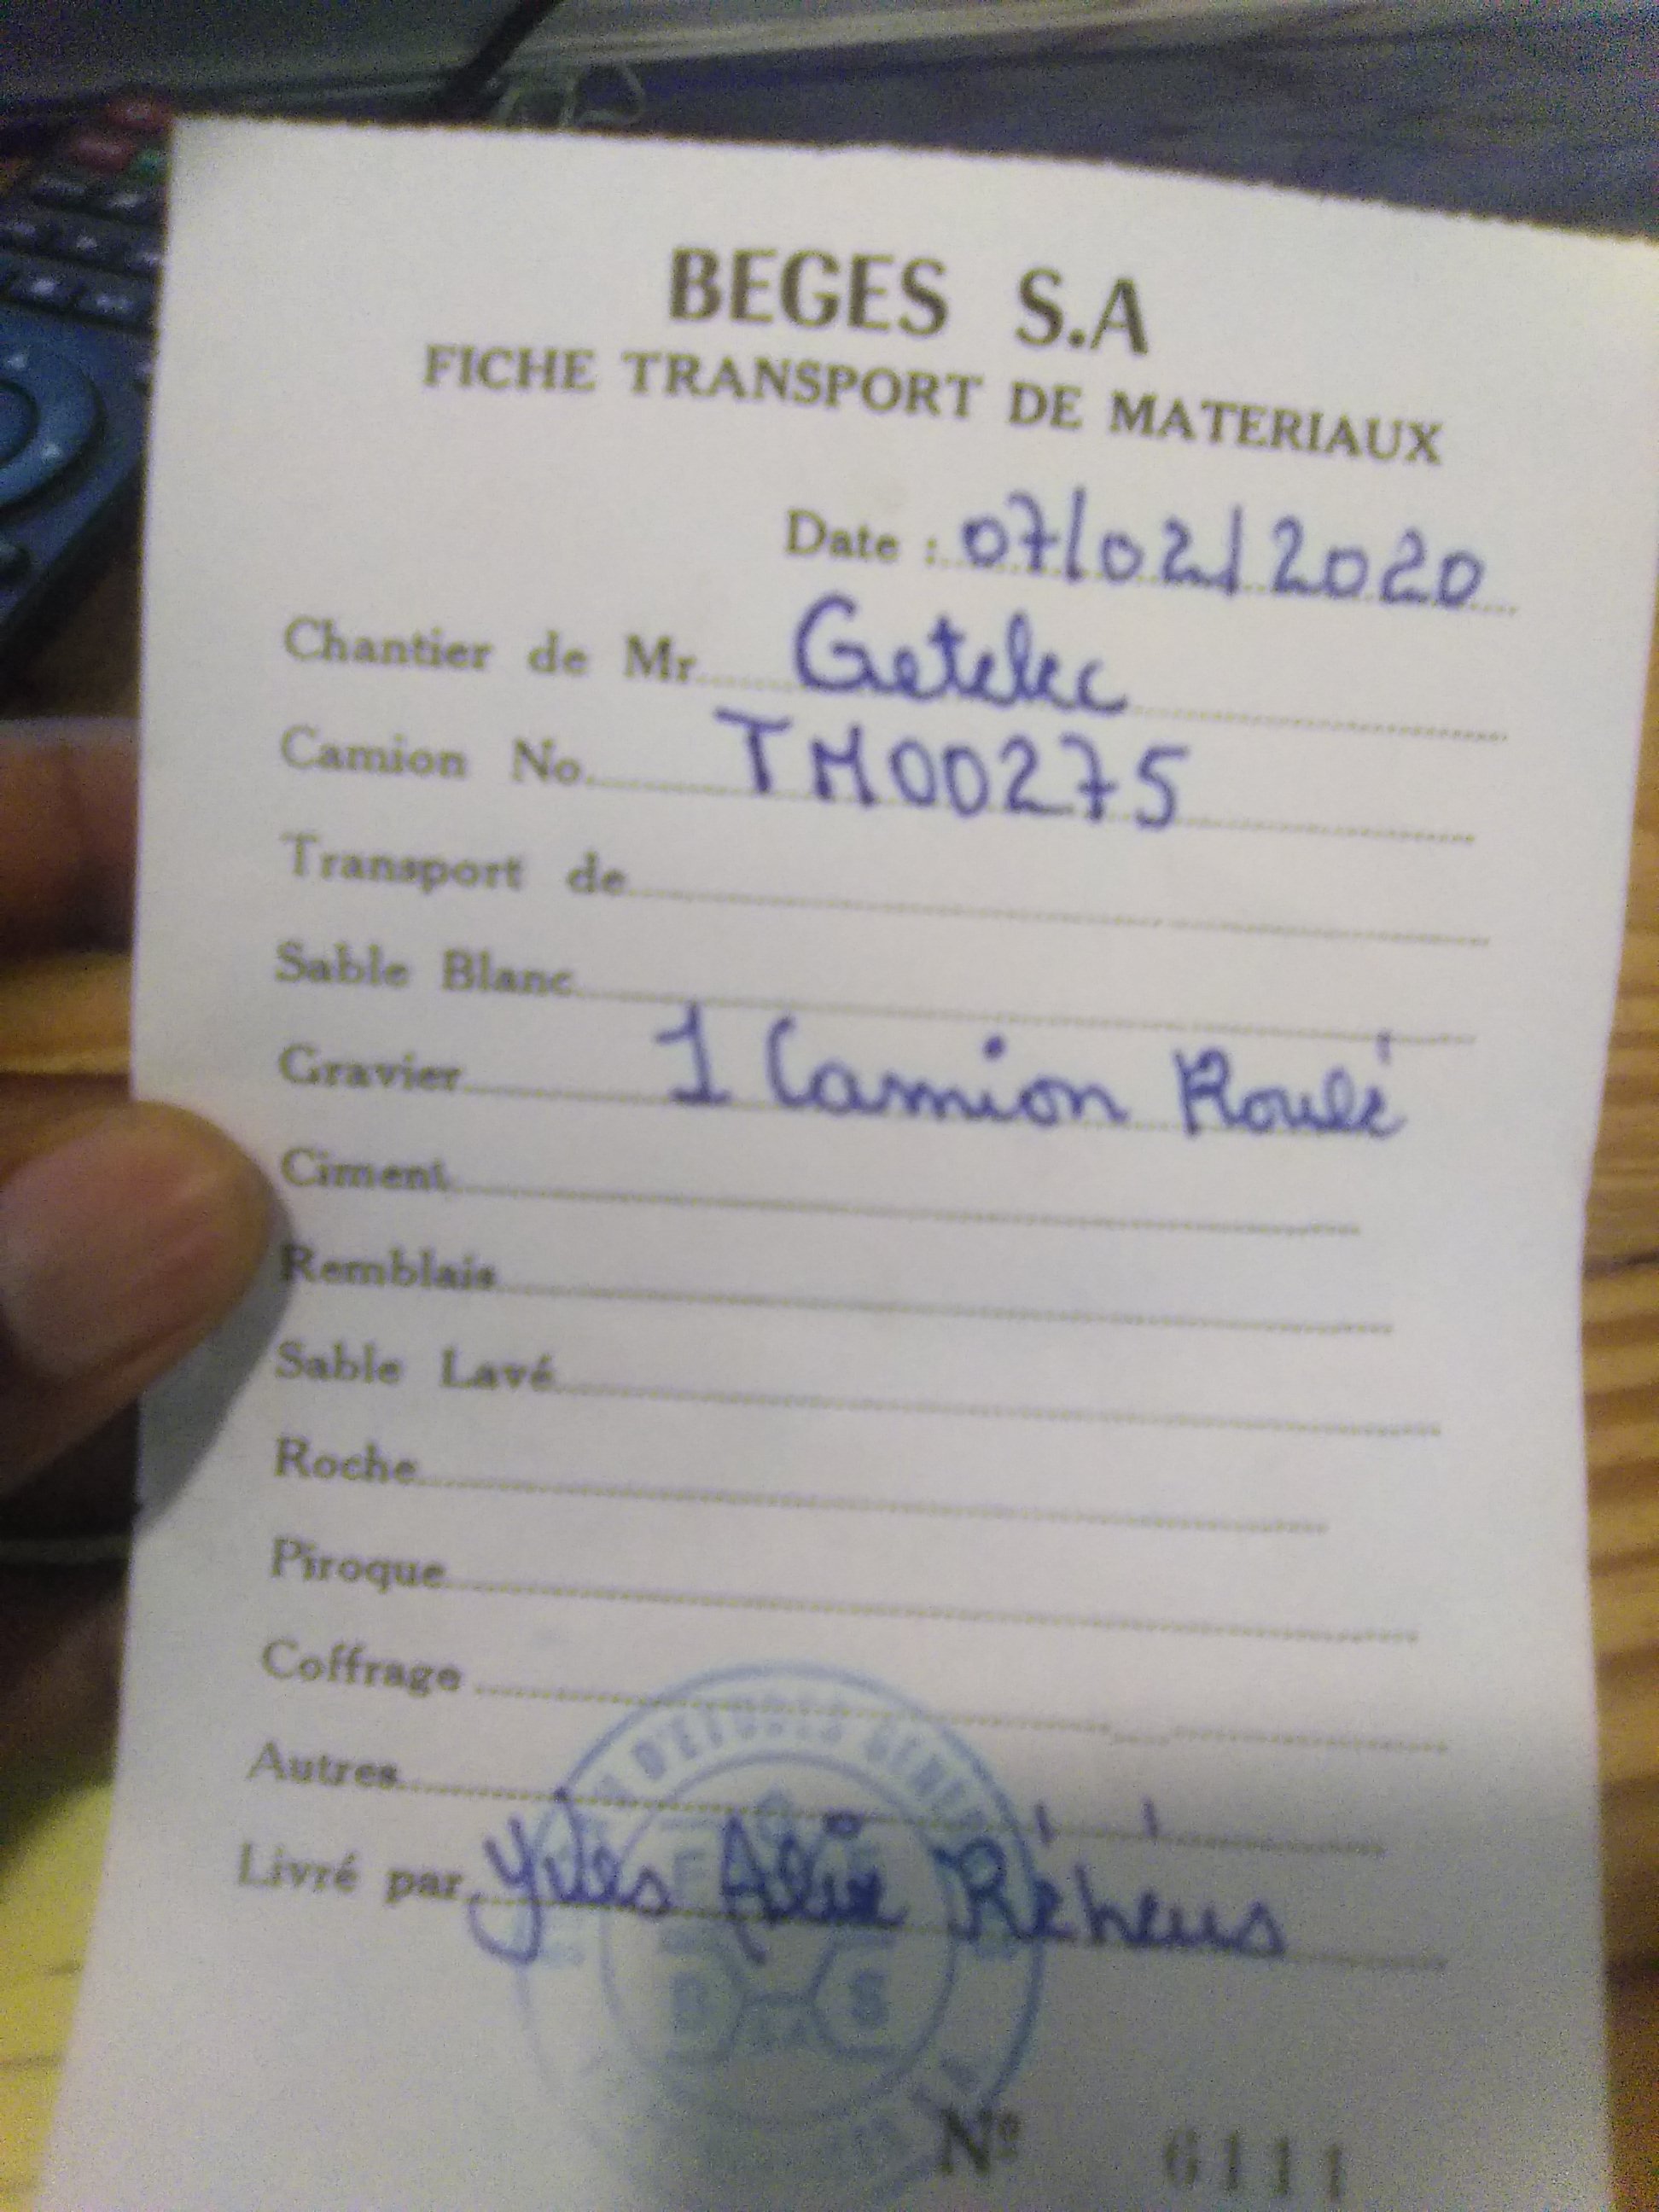 BEGES S.A
FICHE TRANSPORT DE MATERIAUX
Date : 07/02/2020
Chantier de Mr Getelec
Camion No. TM00275
Transport de
Sable Blanc
Gravier 1 Camion Roulé
Ciment
Remblais
Sable Lavé
Roche
Piroque
Coffrage
Autres
D'ETUDES
Livré par Yves Alix
Nº 6111